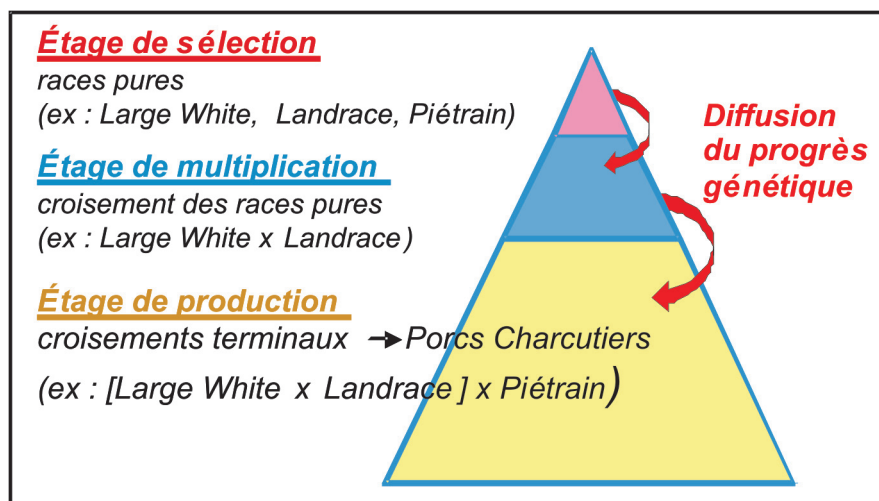 Étage de sélection
races pures
(ex : Large White, Landrace, Piétrain)
Étage de multiplication
croisement des races pures
(ex : Large White x Landrace)
Étage de production
croisements terminaux → Porcs Charcutiers
(ex : [Large White x Landrace] x Piétrain)
Diffusion
du progrès
génétique